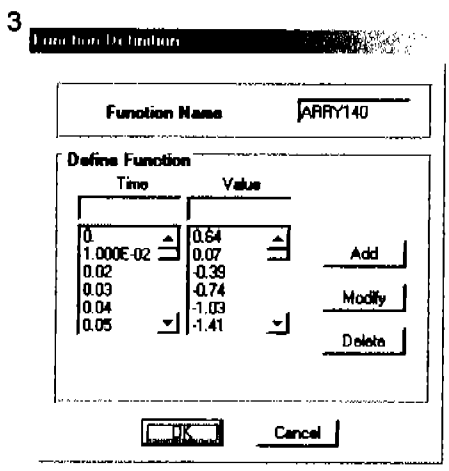 3
Function Definition
Function Name ARRY140
Define Function
Time Value
0. 0.64
1.000E-02 0.07
0.02 -0.39
0.03 -0.74
0.04 -1.03
0.05 -1.41
Add
Modify
Delete
OK Cancel